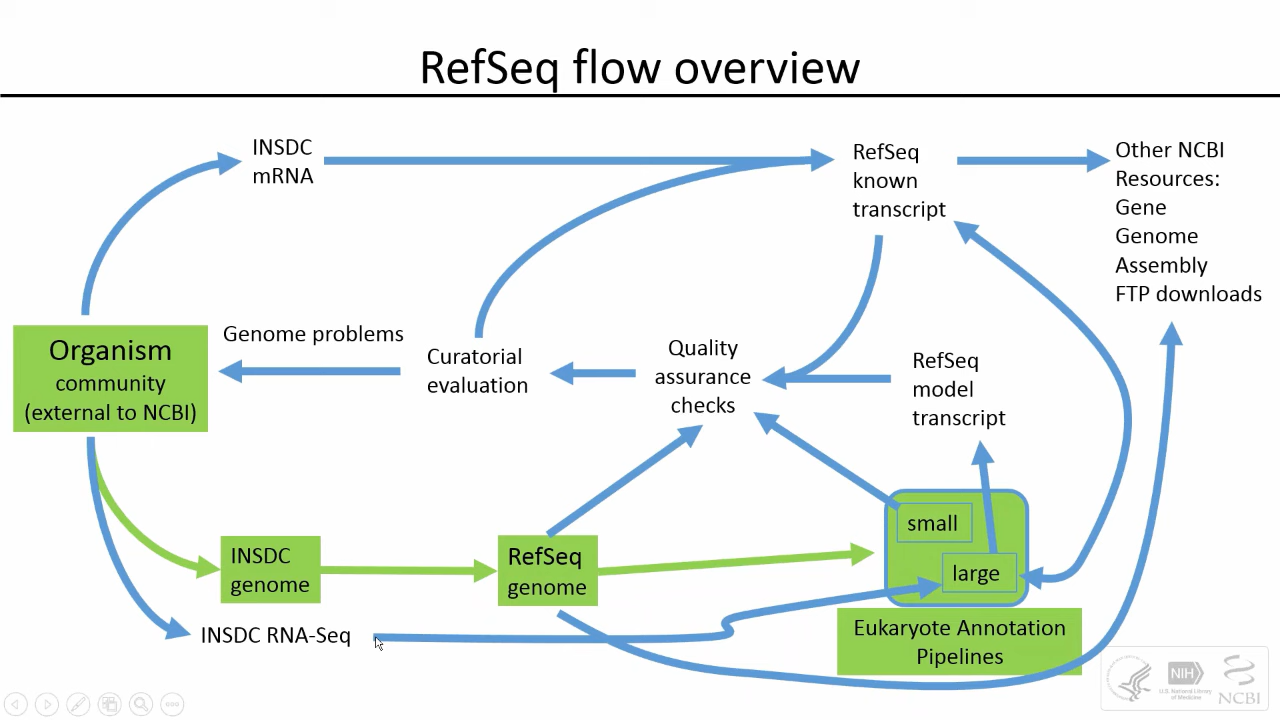 RefSeq flow overview
INSDC
mRNA
RefSeq
known
transcript
Other NCBI
Resources:
Gene
Genome
Assembly
FTP downloads
Organism
community
(external to NCBI)
Genome problems
Curatorial
evaluation
Quality
assurance
checks
RefSeq
model
transcript
INSDC
genome
RefSeq
genome
small
large
INSDC RNA-Seq
Eukaryote Annotation
Pipelines
NIH
U.S. National Library
of Medicine
NCBI